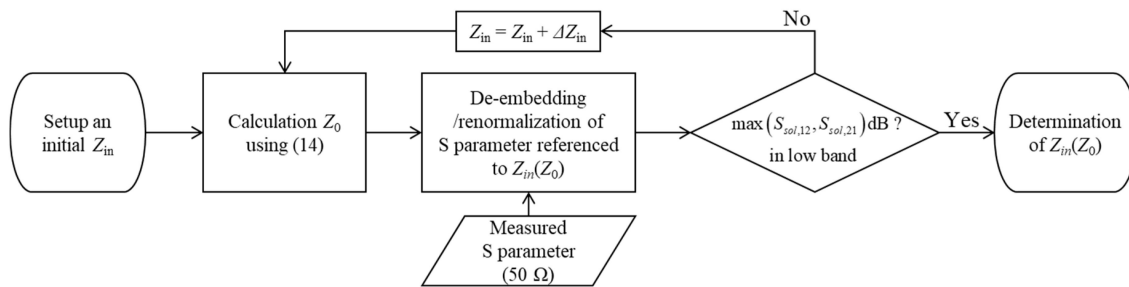 No
Z_in = Z_in + ΔZ_in
Setup an
initial Z_in
Calculation Z_0
using (14)
De-embedding
/renormalization of
S parameter referenced
to Z_in(Z_0)
max(S_sol,12, S_sol,21)dB ?
in low band
Yes
Determination
of Z_in(Z_0)
Measured
S parameter
(50 Ω)